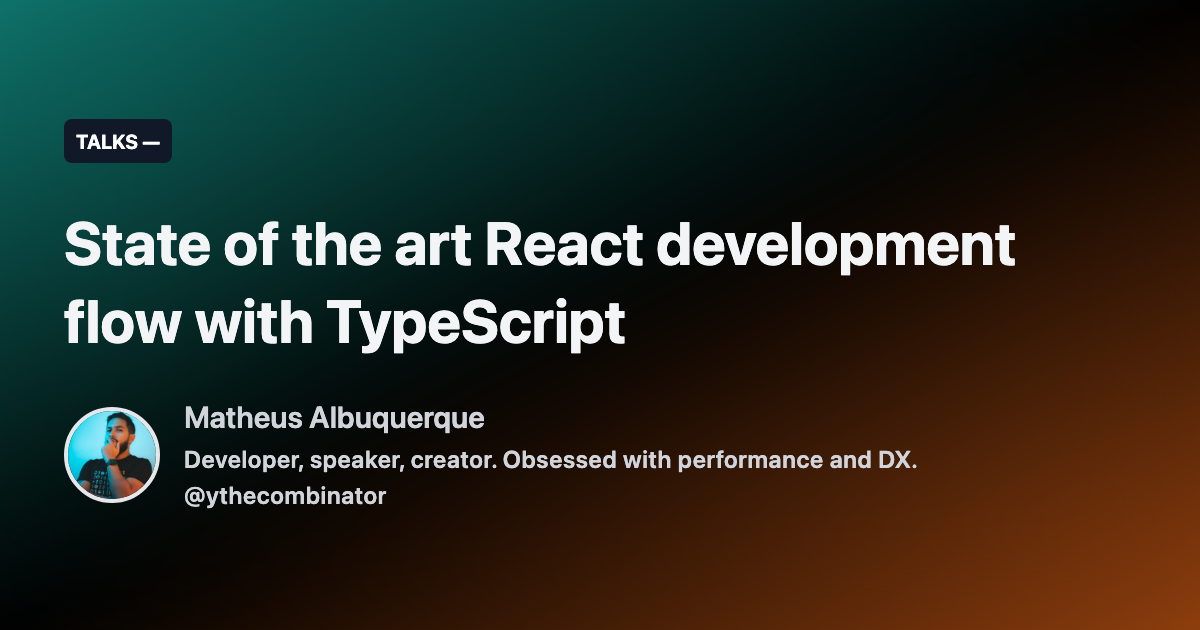 TALKS —
State of the art React development
flow with TypeScript
Matheus Albuquerque
Developer, speaker, creator. Obsessed with performance and DX.
@ythecombinator